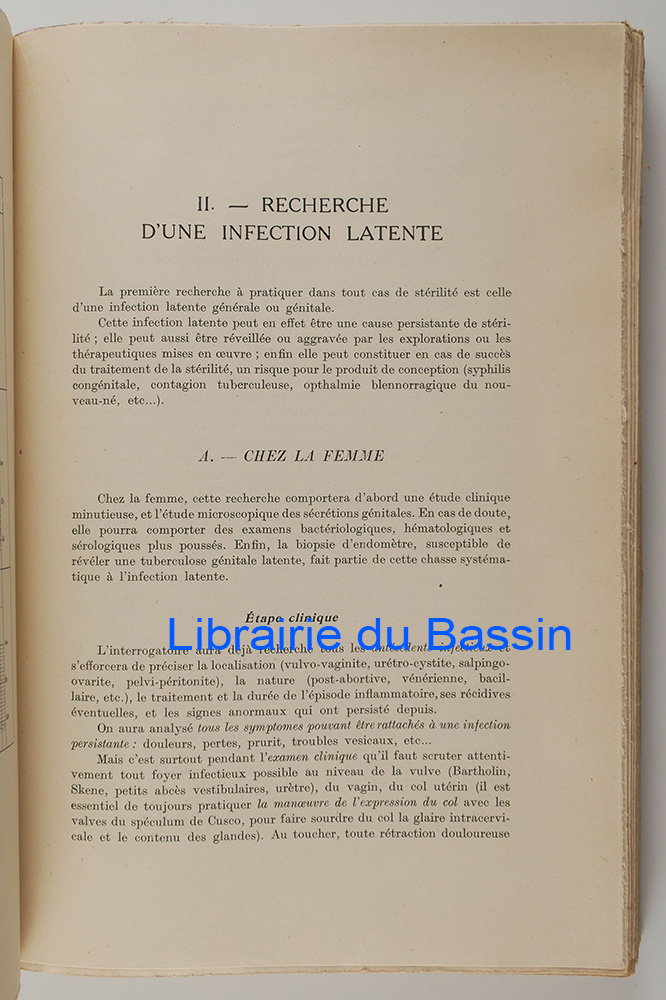 II. — RECHERCHE
D'UNE INFECTION LATENTE
La première recherche à pratiquer dans tout cas de stérilité est celle
d'une infection latente générale ou génitale.
Cette infection latente peut en effet être une cause persistante de stéri-
lité ; elle peut aussi être réveillée ou aggravée par les explorations ou les
thérapeutiques mises en œuvre ; enfin elle peut constituer en cas de succès
du traitement de la stérilité, un risque pour le produit de conception (syphilis
congénitale, contagion tuberculeuse, opthalmie blennorragique du nou-
veau-né, etc...).
A. — CHEZ LA FEMME
Chez la femme, cette recherche comportera d'abord une étude clinique
minutieuse, et l'étude microscopique des sécrétions génitales. En cas de doute,
elle pourra comporter des examens bactériologiques, hématologiques et
sérologiques plus poussés. Enfin, la biopsie d'endomètre, susceptible de
révéler une tuberculose génitale latente, fait partie de cette chasse systéma-
tique à l'infection latente.
Étape clinique
Librairie du Bassin
L'interrogatoire aura déjà recherché tous les antécédents infectieux et
s'efforcera de préciser la localisation (vulvo-vaginite, urétro-cystite, salpingo-
ovarite, pelvi-péritonite), la nature (post-abortive, vénérienne, bacil-
laire, etc.), le traitement et la durée de l'épisode inflammatoire, ses récidives
éventuelles, et les signes anormaux qui ont persisté depuis.
On aura analysé tous les symptomes pouvant être rattachés à une infection
persistante : douleurs, pertes, prurit, troubles vesicaux, etc...
Mais c'est surtout pendant l'examen clinique qu'il faut scruter attenti-
vement tout foyer infectieux possible au niveau de la vulve (Bartholin,
Skene, petits abcès vestibulaires, urètre), du vagin, du col utérin (il est
essentiel de toujours pratiquer la manœuvre de l'expression du col avec les
valves du spéculum de Cusco, pour faire sourdre du col la glaire intracervi-
cale et le contenu des glandes). Au toucher, toute rétraction douloureuse